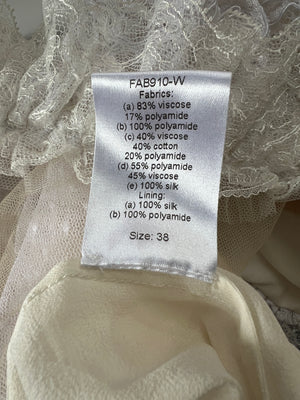 FAB910-W
Fabrics:
(a) 83% viscose
17% polyamide
(b) 100% polyamide
(c) 40% viscose
40% cotton
20% polyamide
(d) 55% polyamide
45% viscose
(e) 100% silk
Lining:
(a) 100% silk
(b) 100% polyamide
Size: 38